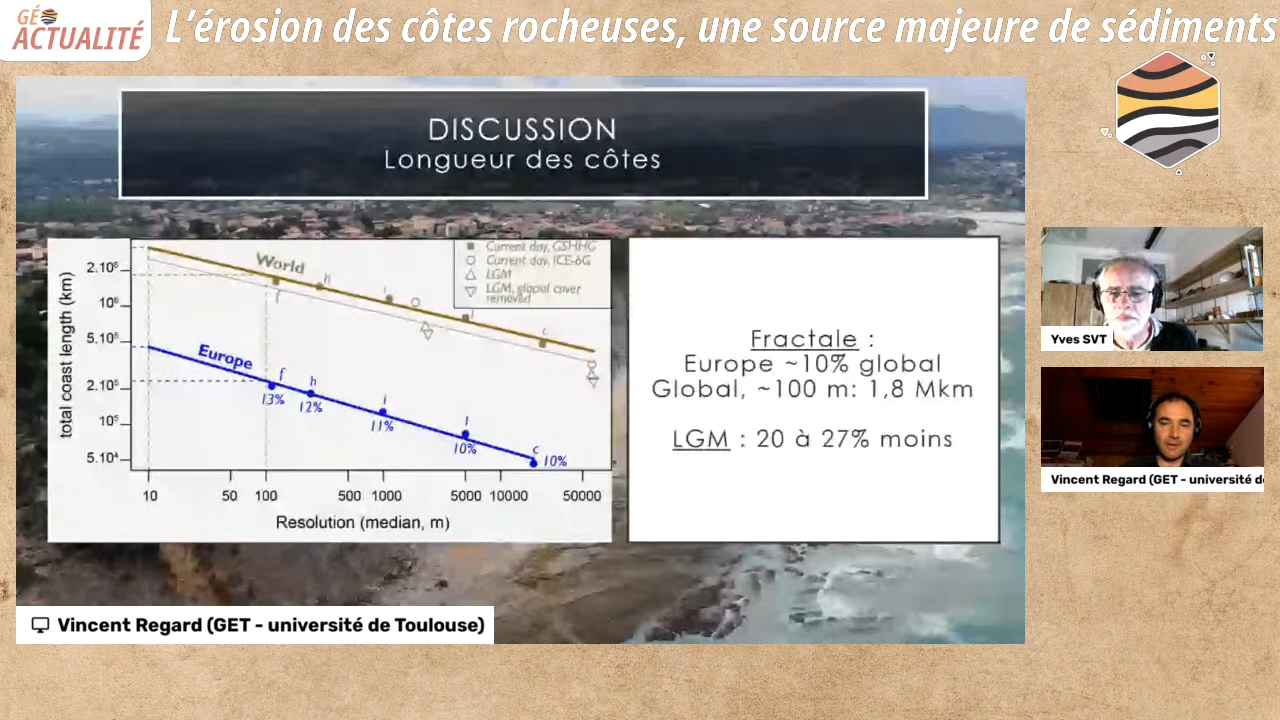 GÉO
ACTUALITÉ
L'érosion des côtes rocheuses, une source majeure de sédiments
DISCUSSION
Longueur des côtes
total coast length (km)
2.10⁶
10⁶
5.10⁵
2.10⁵
10⁵
5.10⁴
World
f
h
i
l
c
Current day, GSHHG
Current day, ICE-6G
LGM
LGM, glacial cover
removed
Europe
f
h
i
l
c
13%
12%
11%
10%
10%
10
50
100
500
1000
5000
10000
50000
Resolution (median, m)
Fractale :
Europe ~10% global
Global, ~100 m: 1,8 Mkm
LGM : 20 à 27% moins
Yves SVT
Vincent Regard (GET - université d
Vincent Regard (GET - université de Toulouse)